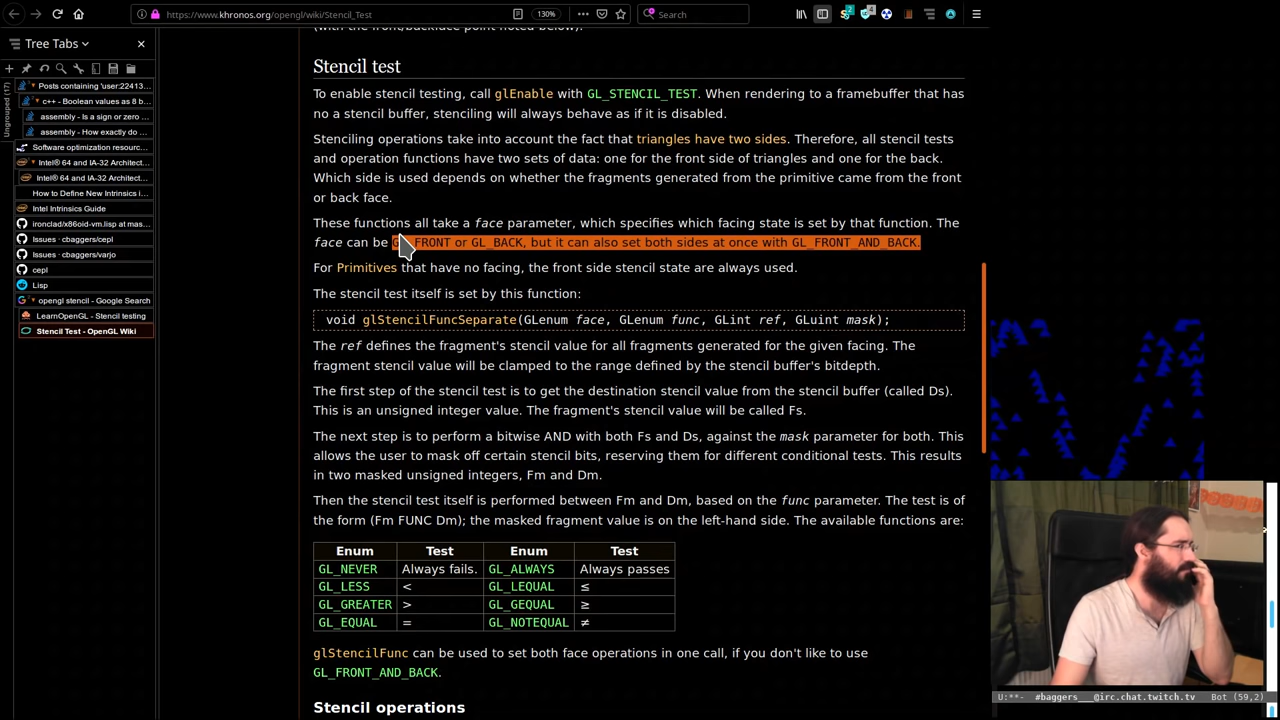 https://www.khronos.org/opengl/wiki/Stencil_Test
130%
Search
2
4
Tree Tabs
Ungrouped (17)
Posts containing 'user:22413...
c++ - Boolean values as 8 b...
assembly - Is a sign or zero ...
assembly - How exactly do ...
Software optimization resourc...
Intel® 64 and IA-32 Architect...
Intel® 64 and IA-32 Architect...
How to Define New Intrinsics i...
Intel Intrinsics Guide
ironclad/x86oid-vm.lisp at mas...
Issues · cbaggers/cepl
Issues · cbaggers/varjo
cepl
Lisp
opengl stencil - Google Search
LearnOpenGL - Stencil testing
Stencil Test - OpenGL Wiki
(with the front/backface point noted below).
Stencil test
To enable stencil testing, call glEnable with GL_STENCIL_TEST. When rendering to a framebuffer that has
no a stencil buffer, stenciling will always behave as if it is disabled.
Stenciling operations take into account the fact that triangles have two sides. Therefore, all stencil tests
and operation functions have two sets of data: one for the front side of triangles and one for the back.
Which side is used depends on whether the fragments generated from the primitive came from the front
or back face.
These functions all take a face parameter, which specifies which facing state is set by that function. The
face can be GL_FRONT or GL_BACK, but it can also set both sides at once with GL_FRONT_AND_BACK.
For Primitives that have no facing, the front side stencil state are always used.
The stencil test itself is set by this function:
void glStencilFuncSeparate(GLenum face, GLenum func, GLint ref, GLuint mask);
The ref defines the fragment's stencil value for all fragments generated for the given facing. The
fragment stencil value will be clamped to the range defined by the stencil buffer's bitdepth.
The first step of the stencil test is to get the destination stencil value from the stencil buffer (called Ds).
This is an unsigned integer value. The fragment's stencil value will be called Fs.
The next step is to perform a bitwise AND with both Fs and Ds, against the mask parameter for both. This
allows the user to mask off certain stencil bits, reserving them for different conditional tests. This results
in two masked unsigned integers, Fm and Dm.
Then the stencil test itself is performed between Fm and Dm, based on the func parameter. The test is of
the form (Fm FUNC Dm); the masked fragment value is on the left-hand side. The available functions are:
Enum Test Enum Test
GL_NEVER Always fails. GL_ALWAYS Always passes
GL_LESS < GL_LEQUAL ≤
GL_GREATER > GL_GEQUAL ≥
GL_EQUAL = GL_NOTEQUAL ≠
glStencilFunc can be used to set both face operations in one call, if you don't like to use
GL_FRONT_AND_BACK.
Stencil operations
U:**- #baggers___@irc.chat.twitch.tv Bot (59,2)